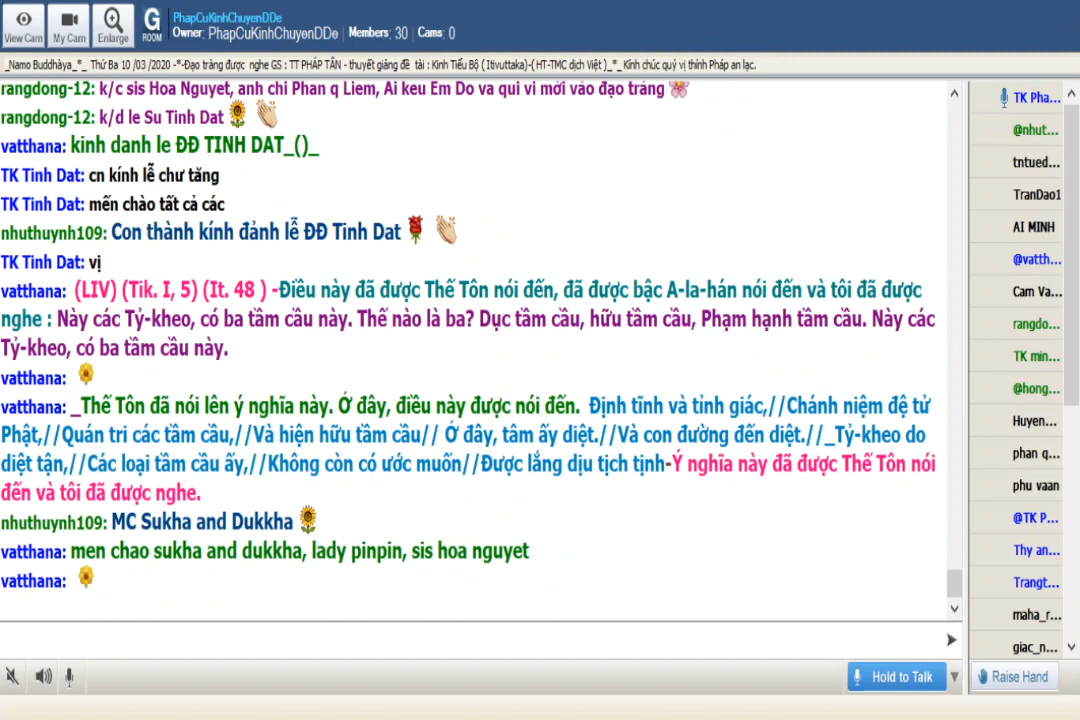 PhapCuKinhChuyenDDe
Owner: PhapCuKinhChuyenDDe | Members: 30 | Cams: 0
View Cam My Cam Enlarge G ROOM
_Namo Buddhàya_*_ Thứ Ba 10 /03 /2020 -*-Đạo tràng được nghe GS : TT PHÁP TÂN - thuyết giảng đề tài : Kinh Tiểu Bộ ( Itivuttaka)-( HT-TMC dịch Việt )_*_Kinh chúc quý vị thính Pháp an lạc.
rangdong-12: k/c sis Hoa Nguyet, anh chi Phan q Liem, Ai keu Em Do va qui vi mới vào đạo tràng
rangdong-12: k/d le Su Tinh Dat
vatthana: kinh danh le ĐĐ TINH DAT_()_
TK Tinh Dat: cn kính lễ chư tăng
TK Tinh Dat: mến chào tất cả các
nhuthuynh109: Con thành kính đảnh lễ ĐĐ Tinh Dat
TK Tinh Dat: vị
vatthana: (LIV) (Tik. I, 5) (It. 48 ) -Điều này đã được Thế Tôn nói đến, đã được bậc A-la-hán nói đến và tôi đã được
nghe : Này các Tỷ-kheo, có ba tầm cầu này. Thế nào là ba? Dục tầm cầu, hữu tầm cầu, Phạm hạnh tầm cầu. Này các
Tỷ-kheo, có ba tầm cầu này.
vatthana:
vatthana: _Thế Tôn đã nói lên ý nghĩa này. Ở đây, điều này được nói đến. Định tĩnh và tỉnh giác,//Chánh niệm đệ tử
Phật,//Quán tri các tầm cầu,//Và hiện hữu tầm cầu// Ở đây, tâm ấy diệt.//Và con đường đến diệt.//_Tỷ-kheo do
diệt tận,//Các loại tầm cầu ấy,//Không còn có ước muốn//Được lắng dịu tịch tịnh-Ý nghĩa này đã được Thế Tôn nói
đến và tôi đã được nghe.
nhuthuynh109: MC Sukha and Dukkha
vatthana: men chao sukha and dukkha, lady pinpin, sis hoa nguyet
vatthana:
TK Pha...
@nhut...
tntued...
TranDao1
AI MINH
@vatth...
Cam Va...
rangdo...
TK min...
@hong...
Huyen...
phan q...
phu vaan
@TK P...
Thy an...
Trangt...
maha_r...
giac_n...
Hold to Talk
Raise Hand